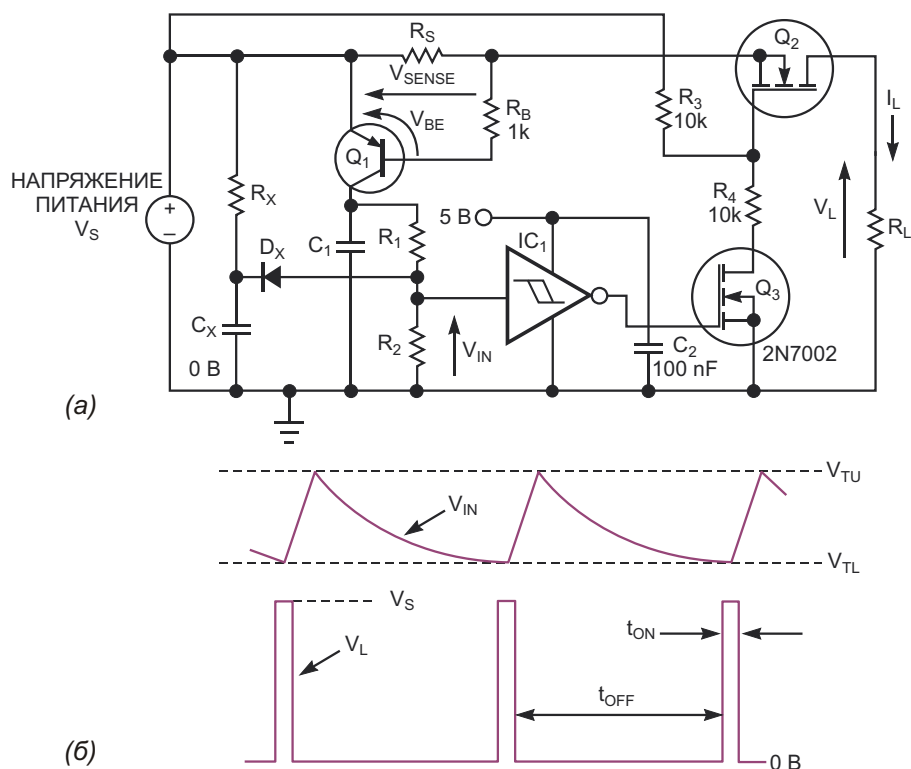 R_S
Q_2
V_SENSE
R_B
1k
R_3
10k
I_L
V_BE
Q_1
НАПРЯЖЕНИЕ
ПИТАНИЯ
V_S
+
–
R_X
R_4
10k
V_L
R_L
5 В
C_1
R_1
IC_1
D_X
Q_3
C_X
R_2
V_IN
C_2
100 nF
2N7002
0 В
(а)
V_TU
V_IN
V_TL
V_S
t_ON
V_L
t_OFF
(б)
0 В